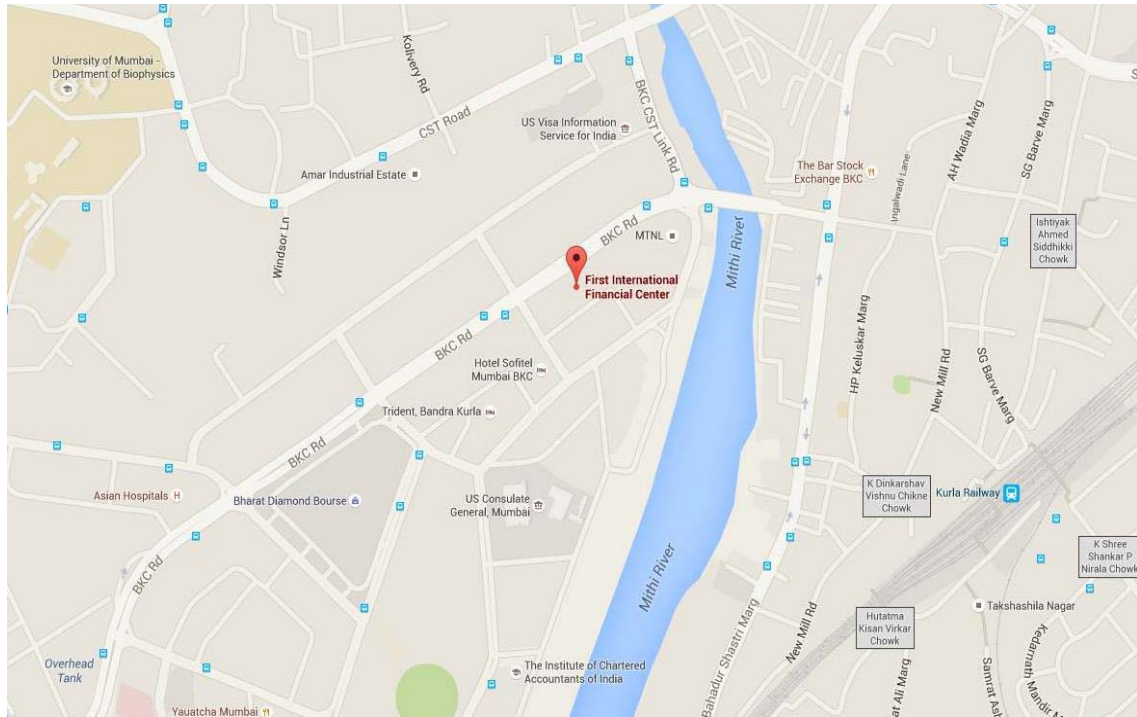 University of Mumbai -
Department of Biophysics
Kolivery Rd
CST Road
US Visa Information
Service for India
BKC CST Link Rd
Amar Industrial Estate
Windsor Ln
The Bar Stock
Exchange BKC
AH Wadia Marg
SG Barve Marg
Ishtiyak
Ahmed
Siddhikki
Chowk
BKC Rd
MTNL
Mithi River
First International
Financial Center
BKC Rd
HP Keluskar Marg
New Mill Rd
SG Barve Marg
Hotel Sofitel
Mumbai BKC
Trident, Bandra Kurla
BKC Rd
Asian Hospitals H
Bharat Diamond Bourse
US Consulate
General, Mumbai
K Dinkarshav
Vishnu Chikne
Chowk
Kurla Railway
K Shree
Shankar P
Nirala Chowk
BKC Rd
Mithi River
Takshashila Nagar
New Mill Rd
Hutatma
Kisan Virkar
Chowk
Bahadur Shastri Marg
Kedarnath Mandir
Overhead
Tank
The Institute of Chartered
Accountants of India
at Ali Marg
Samrat
Yauatcha Mumbai